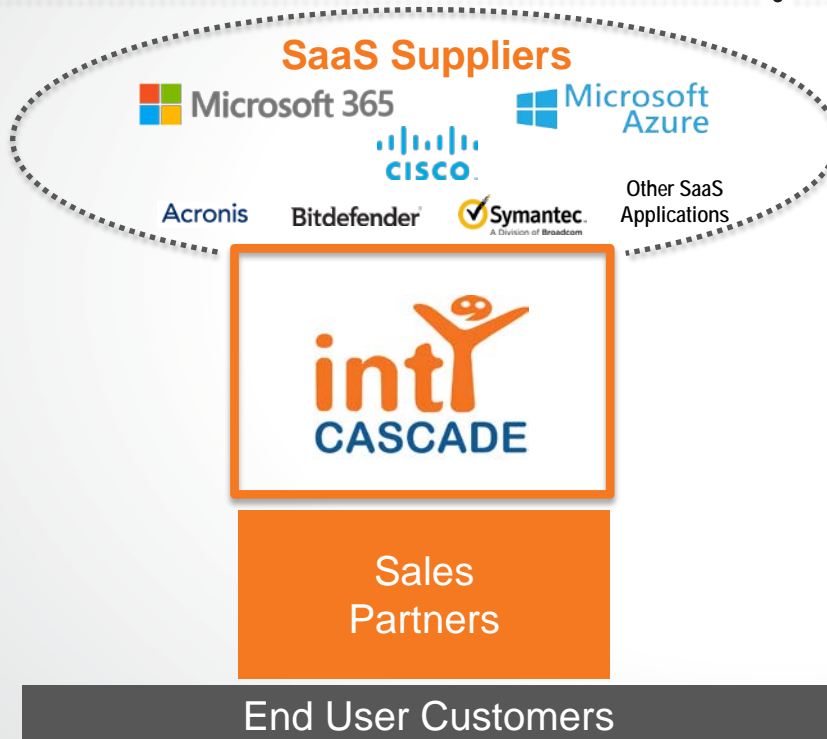 SaaS Suppliers
Microsoft 365
Microsoft
Azure
CISCO
Acronis
Bitdefender
Symantec
A Division of Broadcom
Other SaaS
Applications
intY
CASCADE
Sales
Partners
End User Customers